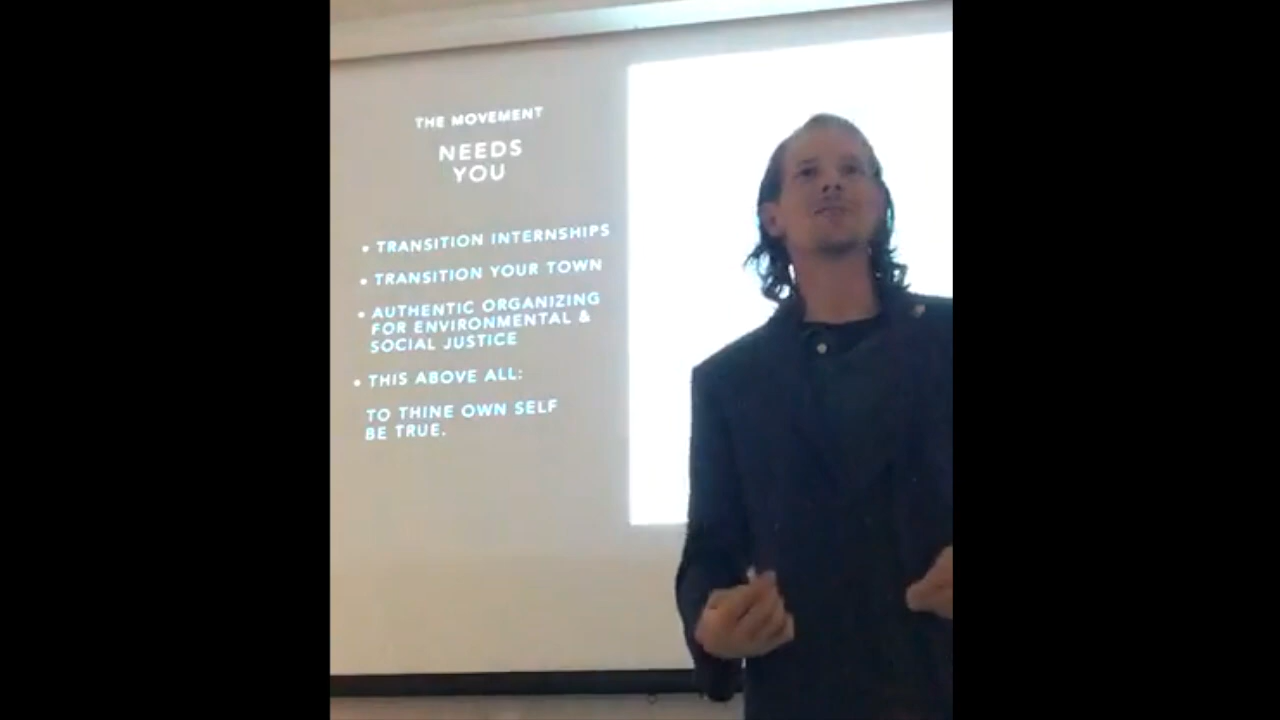 THE MOVEMENT
NEEDS
YOU
• TRANSITION INTERNSHIPS
• TRANSITION YOUR TOWN
• AUTHENTIC ORGANIZING
FOR ENVIRONMENTAL &
SOCIAL JUSTICE
• THIS ABOVE ALL:
TO THINE OWN SELF
BE TRUE.